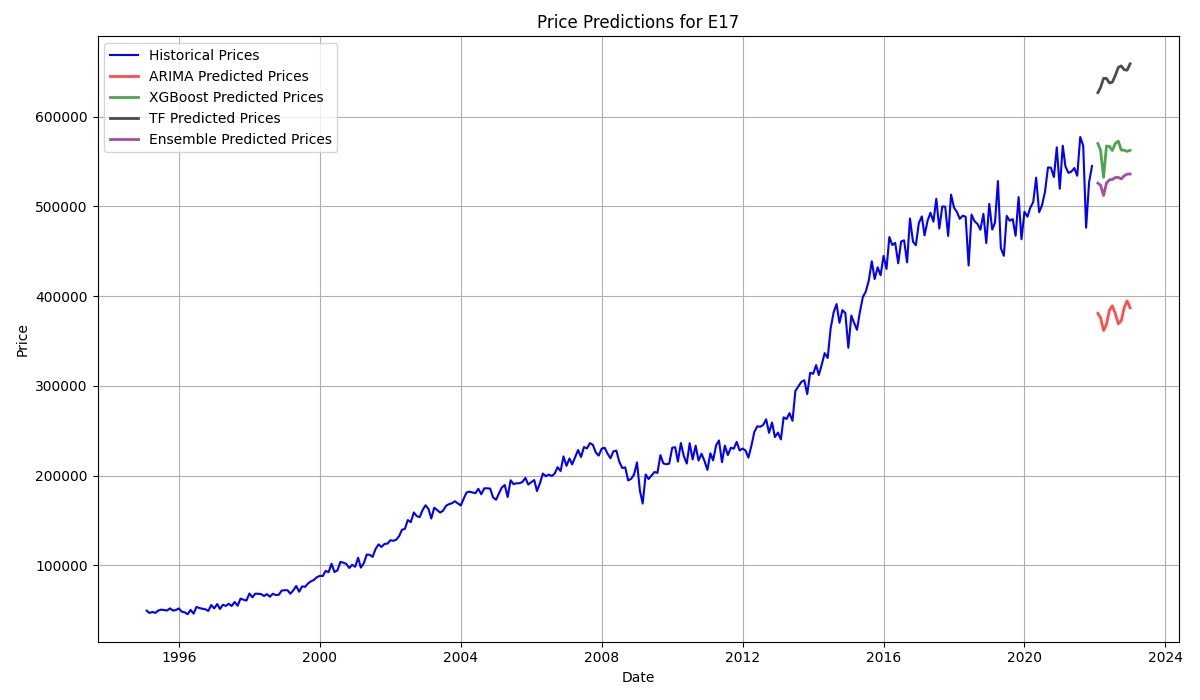 Price Predictions for E17
Historical Prices
ARIMA Predicted Prices
XGBoost Predicted Prices
TF Predicted Prices
Ensemble Predicted Prices
Price
600000
500000
400000
300000
200000
100000
1996
2000
2004
2008
2012
2016
2020
2024
Date